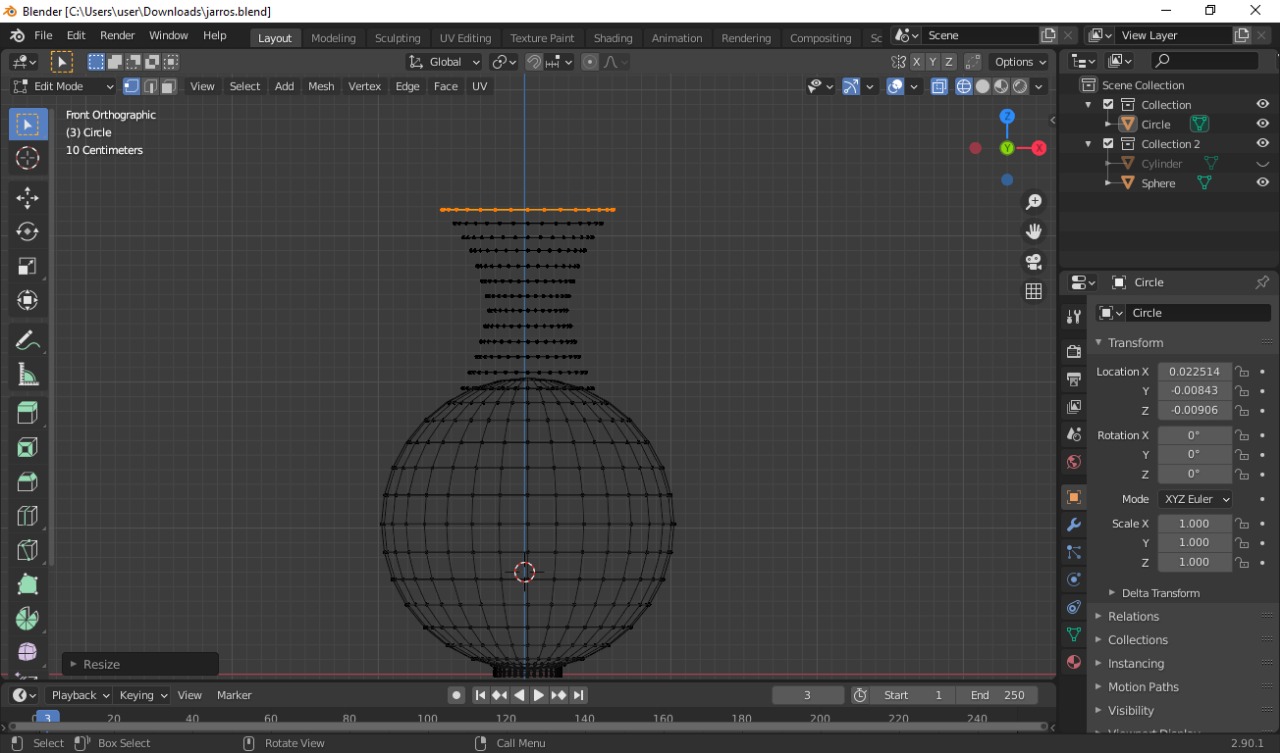 Blender [C:\Users\user\Downloads\jarros.blend]
File Edit Render Window Help Layout Modeling Sculpting UV Editing Texture Paint Shading Animation Rendering Compositing Sc Scene View Layer
Global X Y Z Options
Edit Mode View Select Add Mesh Vertex Edge Face UV
Front Orthographic
(3) Circle
10 Centimeters
Z
Y
X
Resize
Scene Collection
Collection
Circle
Collection 2
Cylinder
Sphere
Circle
Circle
Transform
Location X 0.022514
Y -0.00843
Z -0.00906
Rotation X 0°
Y 0°
Z 0°
Mode XYZ Euler
Scale X 1.000
Y 1.000
Z 1.000
Delta Transform
Relations
Collections
Instancing
Motion Paths
Visibility
Viewport Display
Playback Keying View Marker 3 Start 1 End 250
3 20 40 60 80 100 120 140 160 180 200 220 240
Select Box Select Rotate View Call Menu 2.90.1